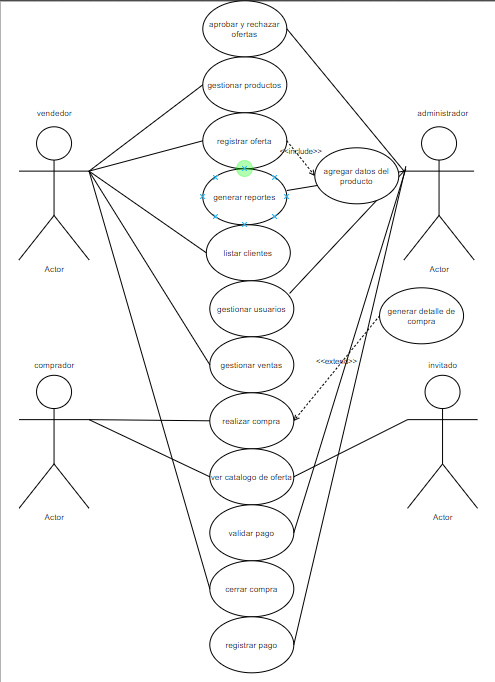 aprobar y rechazar
ofertas
gestionar productos
vendedor
administrador
registrar oferta
<<include>>
agregar datos del
producto
generar reportes
listar clientes
Actor
Actor
gestionar usuarios
generar detalle de
compra
<<extend>>
comprador
gestionar ventas
invitado
realizar compra
ver catalogo de oferta
Actor
Actor
validar pago
cerrar compra
registrar pago